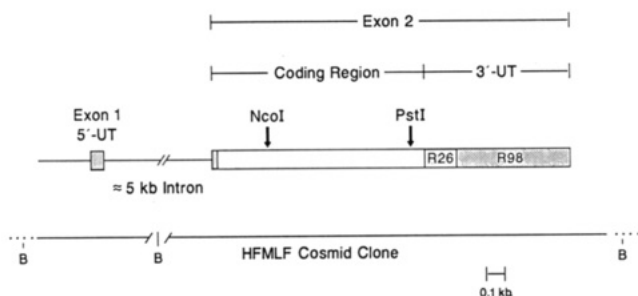 Exon 2
Coding Region
3´-UT
Exon 1
5´-UT
NcoI
PstI
R26
R98
≈ 5 kb Intron
HFMLF Cosmid Clone
B
B
B
0.1 kb